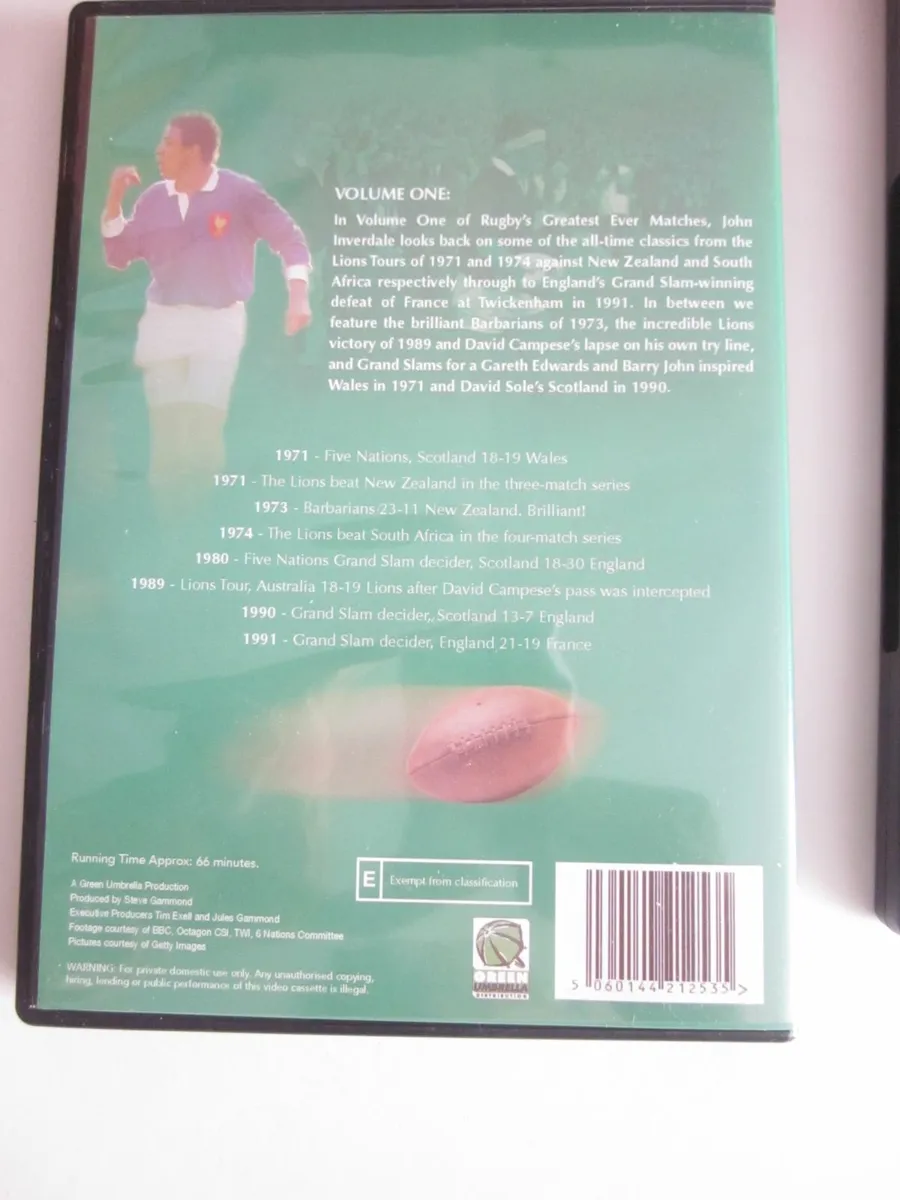 VOLUME ONE:
In Volume One of Rugby's Greatest Ever Matches, John
Inverdale looks back on some of the all-time classics from the
Lions Tours of 1971 and 1974 against New Zealand and South
Africa respectively through to England's Grand Slam-winning
defeat of France at Twickenham in 1991. In between we
feature the brilliant Barbarians of 1973, the incredible Lions
victory of 1989 and David Campese's lapse on his own try line,
and Grand Slams for a Gareth Edwards and Barry John inspired
Wales in 1971 and David Sole's Scotland in 1990.
1971 - Five Nations, Scotland 18-19 Wales
1971 - The Lions beat New Zealand in the three-match series
1973 - Barbarians 23-11 New Zealand. Brilliant!
1974 - The Lions beat South Africa in the four-match series
1980 - Five Nations Grand Slam decider, Scotland 18-30 England
1989 - Lions Tour, Australia 18-19 Lions after David Campese's pass was intercepted
1990 - Grand Slam decider, Scotland 13-7 England
1991 - Grand Slam decider, England 21-19 France
Running Time Approx: 66 minutes.
A Green Umbrella Production
Produced by Steve Gammond
Executive Producers Tim Exell and Jules Gammond
Footage courtesy of BBC, Octagon CSI, TWI, 6 Nations Committee
Pictures courtesy of Getty Images
WARNING: For private domestic use only. Any unauthorised copying,
hiring, lending or public performance of this video cassette is illegal.
E Exempt from classification
GREEN
UMBRELLA
DISTRIBUTION
5 060144 212535 >